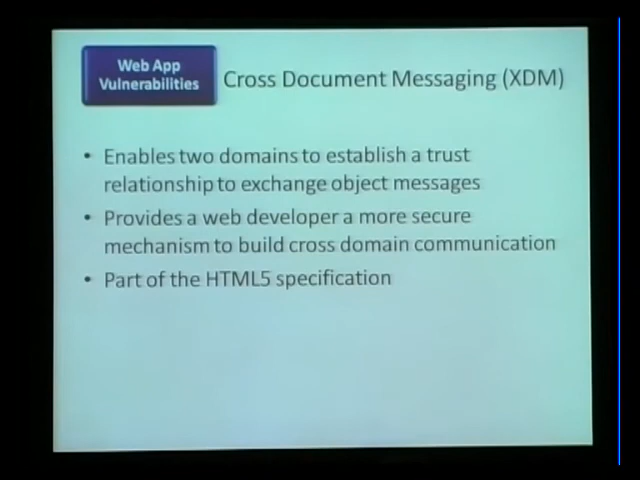 Web App
Vulnerabilities
Cross Document Messaging (XDM)
• Enables two domains to establish a trust
relationship to exchange object messages
• Provides a web developer a more secure
mechanism to build cross domain communication
• Part of the HTML5 specification